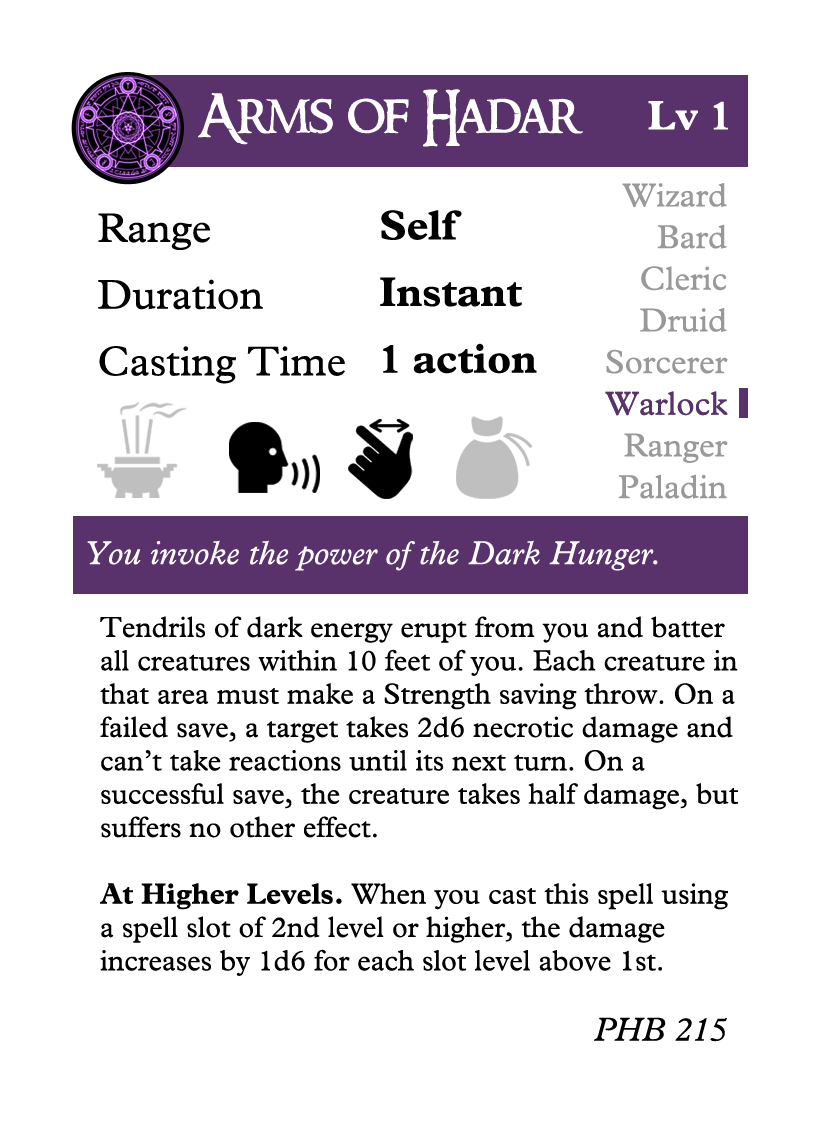 Arms of Hadar Lv 1
Range Self
Duration Instant
Casting Time 1 action
Wizard
Bard
Cleric
Druid
Sorcerer
Warlock
Ranger
Paladin
You invoke the power of the Dark Hunger.
Tendrils of dark energy erupt from you and batter
all creatures within 10 feet of you. Each creature in
that area must make a Strength saving throw. On a
failed save, a target takes 2d6 necrotic damage and
can’t take reactions until its next turn. On a
successful save, the creature takes half damage, but
suffers no other effect.
At Higher Levels. When you cast this spell using
a spell slot of 2nd level or higher, the damage
increases by 1d6 for each slot level above 1st.
PHB 215